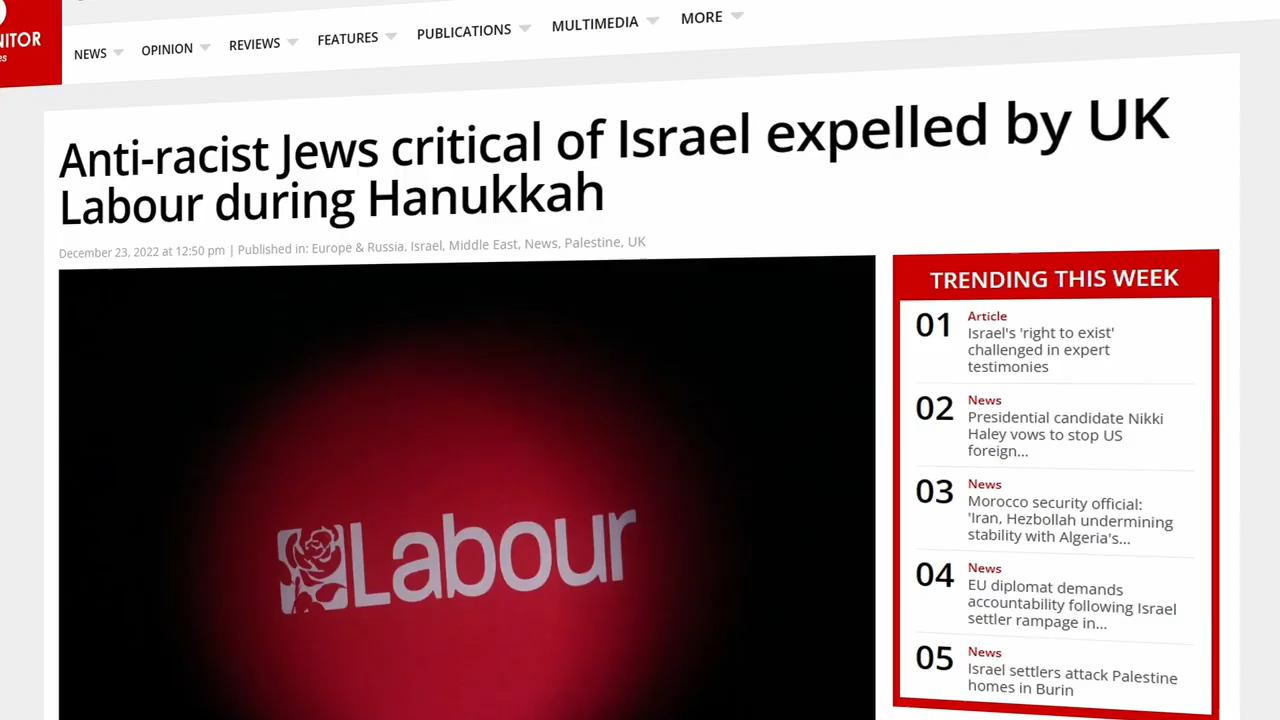 NITOR
es
NEWS OPINION REVIEWS FEATURES PUBLICATIONS MULTIMEDIA MORE
Anti-racist Jews critical of Israel expelled by UK
Labour during Hanukkah
December 23, 2022 at 12:50 pm | Published in: Europe & Russia, Israel, Middle East, News, Palestine, UK
Labour
TRENDING THIS WEEK
01 Article
Israel's 'right to exist'
challenged in expert
testimonies
02 News
Presidential candidate Nikki
Haley vows to stop US
foreign...
03 News
Morocco security official:
'Iran, Hezbollah undermining
stability with Algeria's...
04 News
EU diplomat demands
accountability following Israel
settler rampage in...
05 News
Israel settlers attack Palestine
homes in Burin